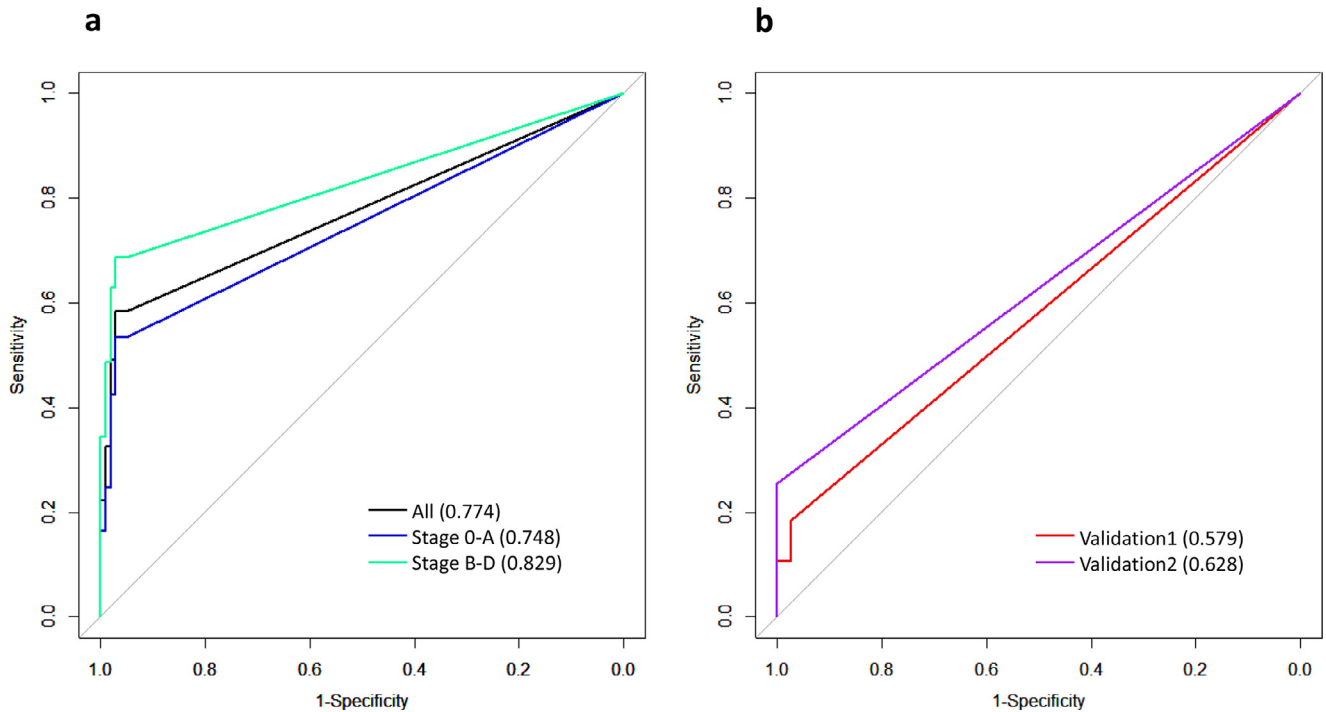 a
1.0
0.8
0.6
0.4
0.2
0.0
Sensitivity
All (0.774)
Stage 0-A (0.748)
Stage B-D (0.829)
1.0 0.8 0.6 0.4 0.2 0.0
1-Specificity
b
1.0
0.8
0.6
0.4
0.2
0.0
Sensitivity
Validation1 (0.579)
Validation2 (0.628)
1.0 0.8 0.6 0.4 0.2 0.0
1-Specificity